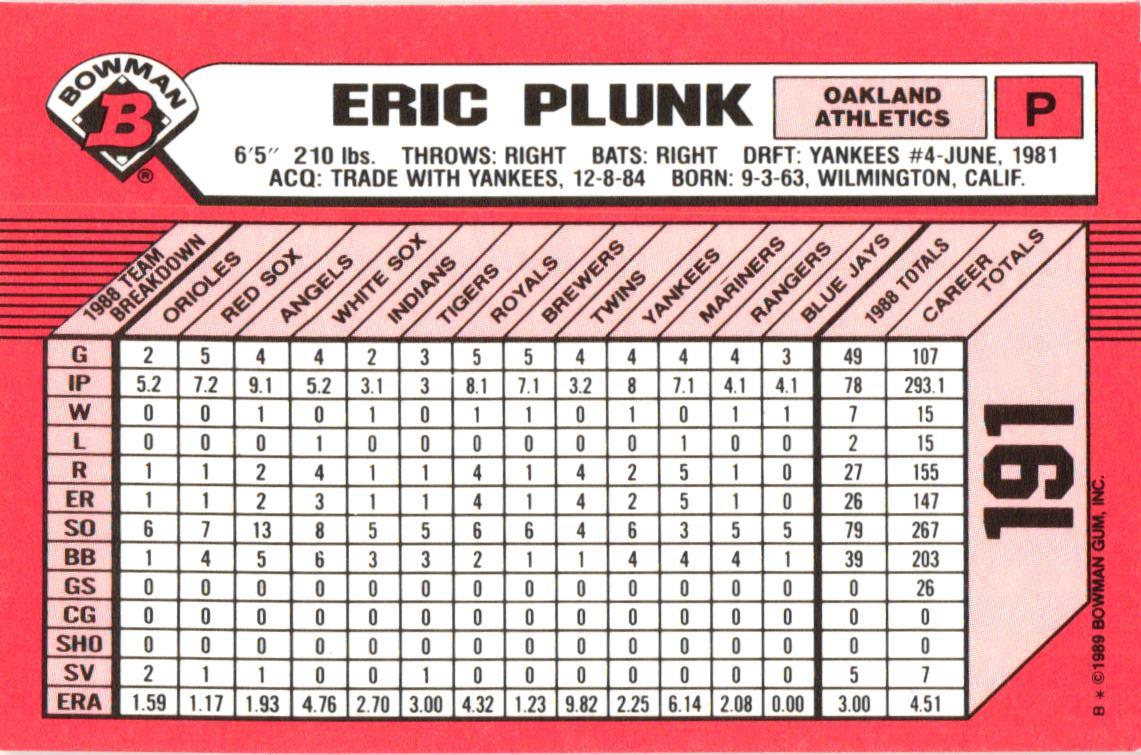 BOWMAN
B
®
ERIC PLUNK
OAKLAND
ATHLETICS
P
6'5" 210 lbs. THROWS: RIGHT BATS: RIGHT DRFT: YANKEES #4-JUNE, 1981
ACQ: TRADE WITH YANKEES, 12-8-84 BORN: 9-3-63, WILMINGTON, CALIF.
1988 TEAM BREAKDOWN ORIOLES RED SOX ANGELS WHITE SOX INDIANS TIGERS ROYALS BREWERS TWINS YANKEES MARINERS RANGERS BLUE JAYS 1988 TOTALS CAREER TOTALS
G 2 5 4 4 2 3 5 5 4 4 4 4 3 49 107
IP 5.2 7.2 9.1 5.2 3.1 3 8.1 7.1 3.2 8 7.1 4.1 4.1 78 293.1
W 0 0 1 0 1 0 1 1 0 1 0 1 1 7 15
L 0 0 0 1 0 0 0 0 0 0 1 0 0 2 15
R 1 1 2 4 1 1 4 1 4 2 5 1 0 27 155
ER 1 1 2 3 1 1 4 1 4 2 5 1 0 26 147
SO 6 7 13 8 5 5 6 6 4 6 3 5 5 79 267
BB 1 4 5 6 3 3 2 1 1 4 4 4 1 39 203
GS 0 0 0 0 0 0 0 0 0 0 0 0 0 0 26
CG 0 0 0 0 0 0 0 0 0 0 0 0 0 0 0
SHO 0 0 0 0 0 0 0 0 0 0 0 0 0 0 0
SV 2 1 1 0 0 1 0 0 0 0 0 0 0 5 7
ERA 1.59 1.17 1.93 4.76 2.70 3.00 4.32 1.23 9.82 2.25 6.14 2.08 0.00 3.00 4.51
191
B * ©1989 BOWMAN GUM, INC.